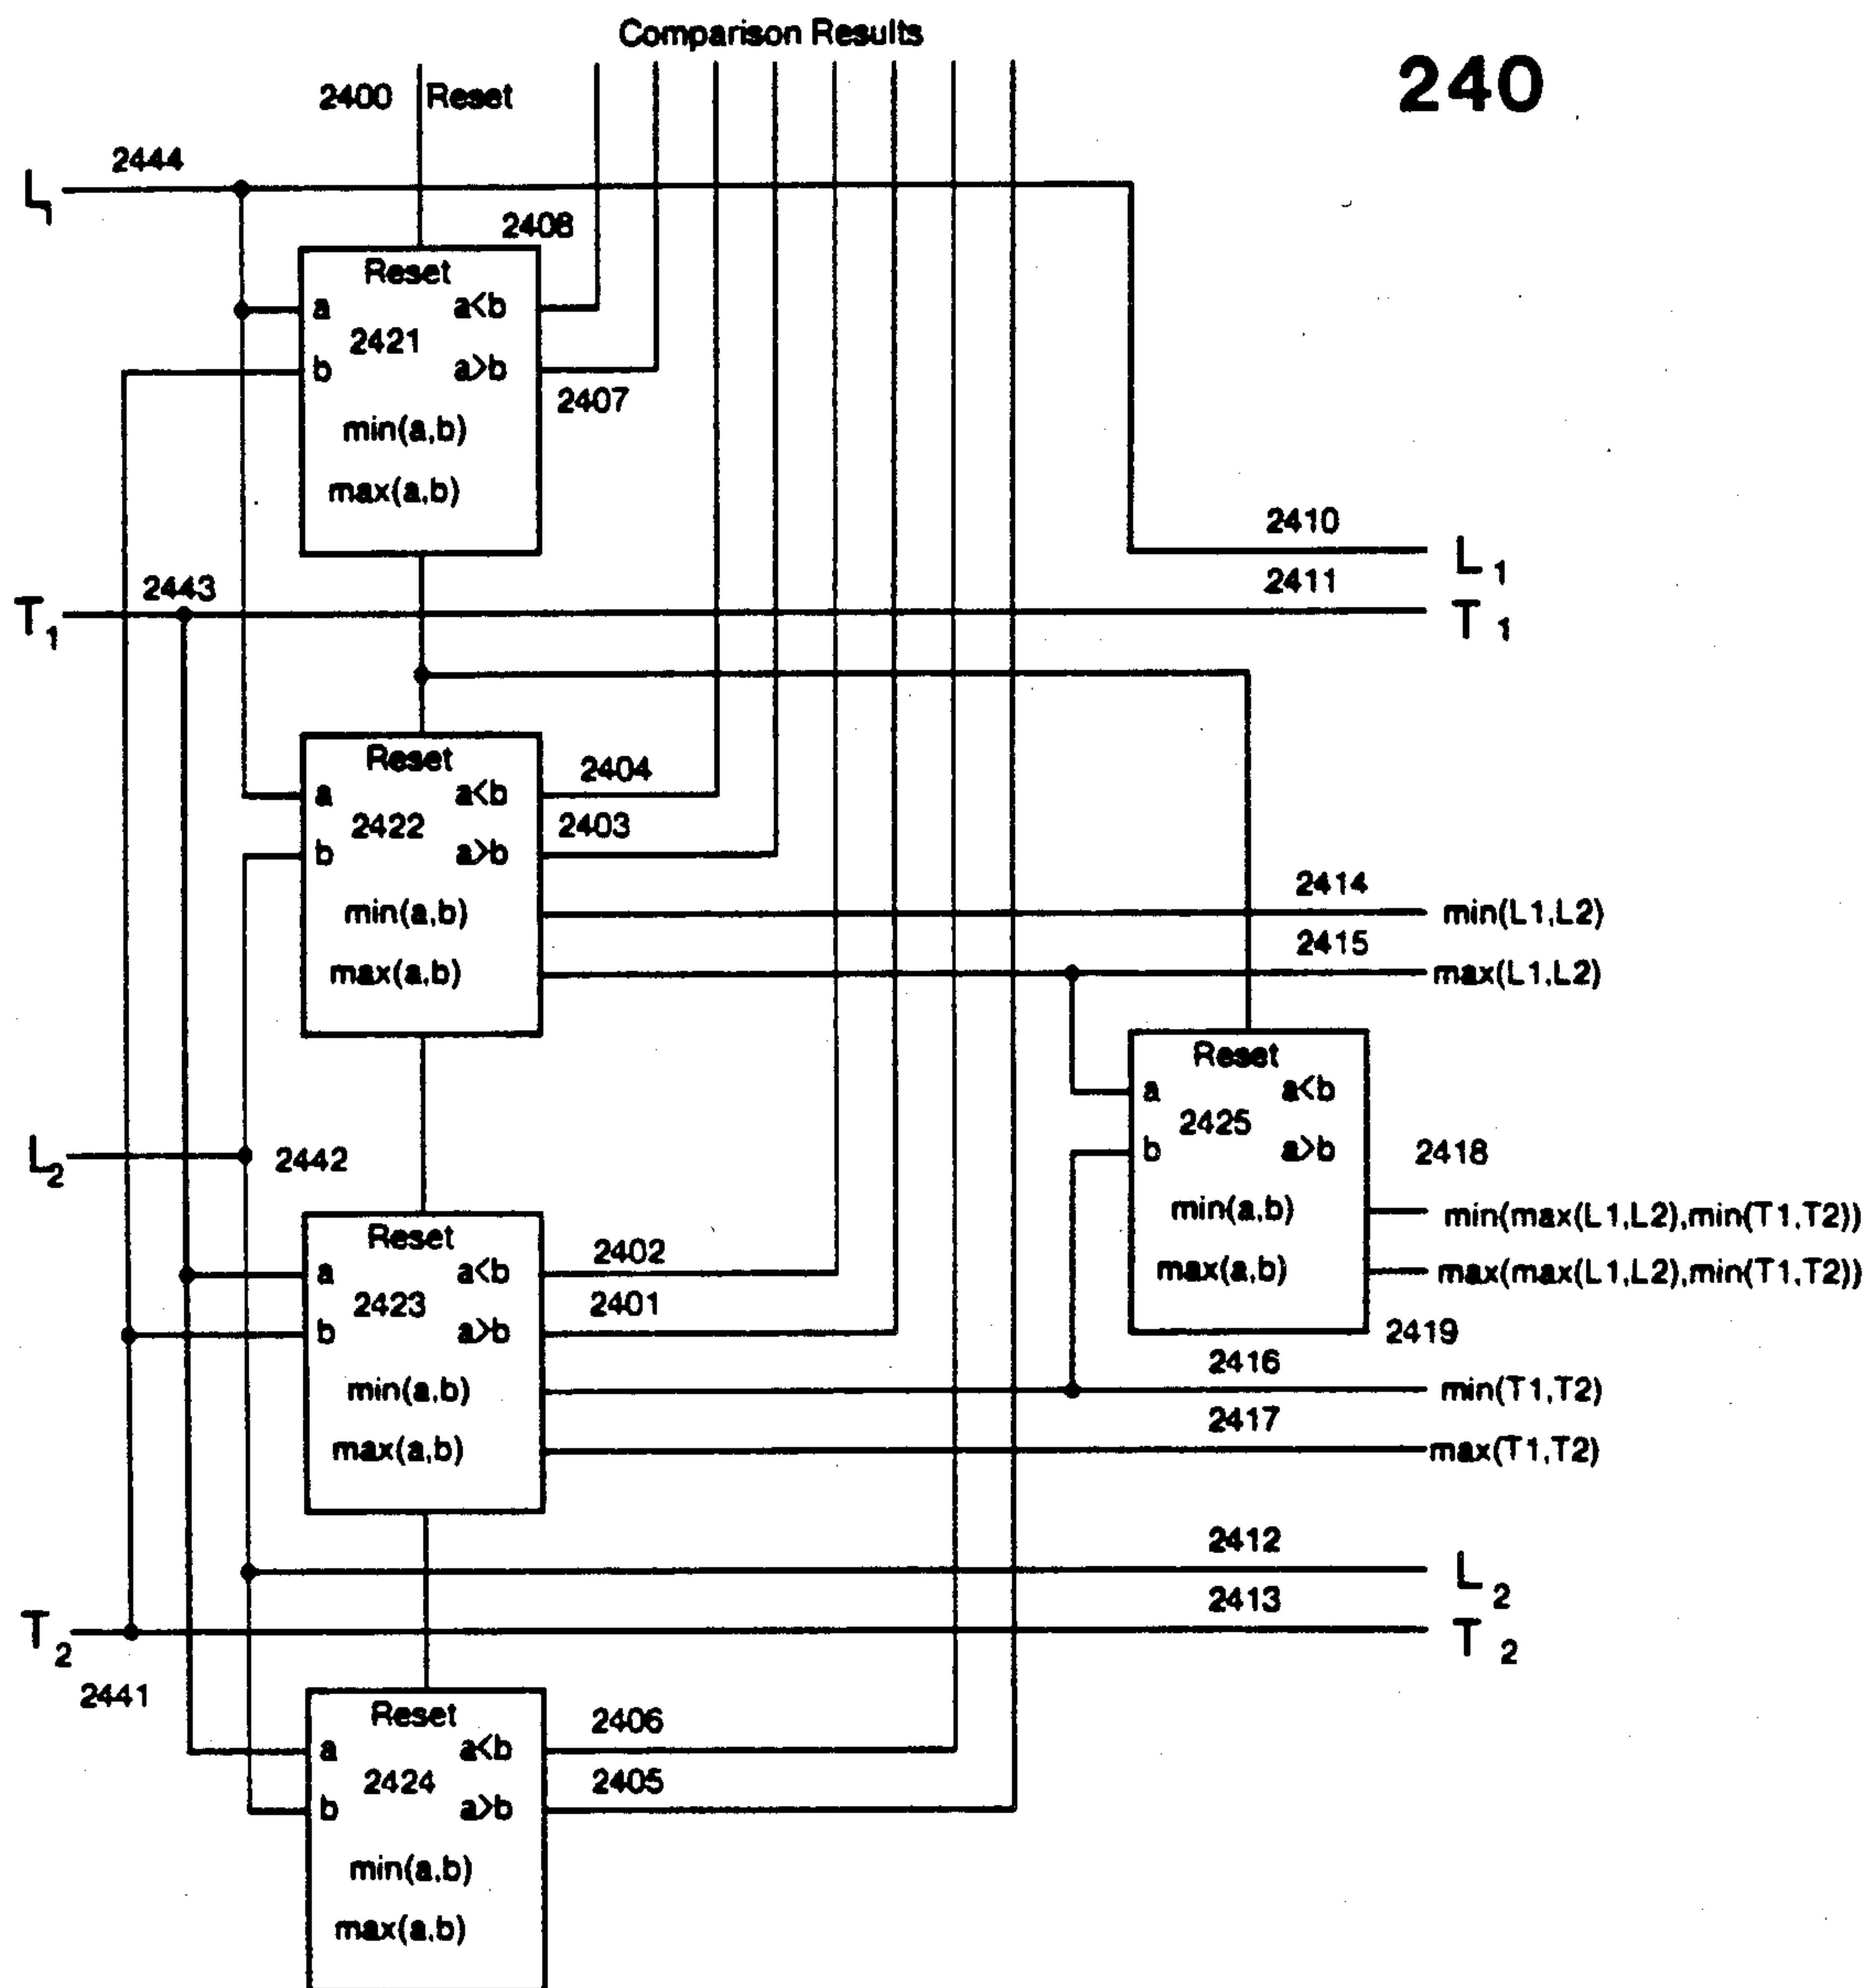 Comparison Results
240
2400 Reset
2444
L1
2408
Reset
a a<b
2421
b a>b
2407
min(a,b)
max(a,b)
2410
L1
2443
2411
T1
T1
Reset
2404
a a<b
2422
2403
b a>b
2414
min(a,b)
min(L1,L2)
2415
max(a,b)
max(L1,L2)
Reset
a a<b
2425
L2
2442
b a>b
2418
min(a,b)
min(max(L1,L2),min(T1,T2))
Reset
2402
a a<b
max(a,b)
max(max(L1,L2),min(T1,T2))
2423
2401
b a>b
2419
2416
min(a,b)
min(T1,T2)
2417
max(a,b)
max(T1,T2)
2412
L2
2413
T2
T2
2441
Reset
2406
a a<b
2424
2405
b a>b
min(a,b)
max(a,b)